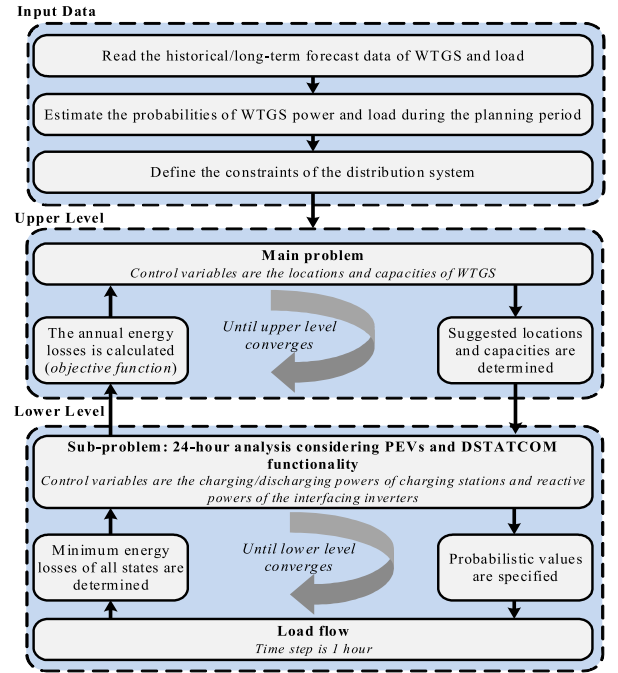 Input Data
Read the historical/long-term forecast data of WTGS and load
Estimate the probabilities of WTGS power and load during the planning period
Define the constraints of the distribution system
Upper Level
Main problem
Control variables are the locations and capacities of WTGS
The annual energy
losses is calculated
(objective function)
Until upper level
converges
Suggested locations
and capacities are
determined
Lower Level
Sub-problem: 24-hour analysis considering PEVs and DSTATCOM
functionality
Control variables are the charging/discharging powers of charging stations and reactive
powers of the interfacing inverters
Minimum energy
losses of all states are
determined
Until lower level
converges
Probabilistic values
are specified
Load flow
Time step is 1 hour